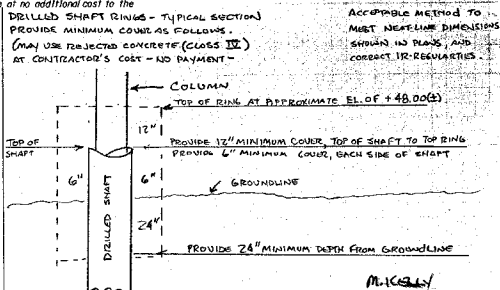 at no additional cost to the
DRILLED SHAFT RINGS - TYPICAL SECTION
PROVIDE MINIMUM COVER AS FOLLOWS.
(MAY USE REJECTED CONCRETE (CLASS IV)
AT CONTRACTOR'S COST - NO PAYMENT -
ACCEPTABLE METHOD TO
MEET NEAT-LINE DIMENSIONS
SHOWN IN PLANS, AND
CORRECT IR-REGULARTIES.
COLUMN
TOP OF RING AT APPROXIMATE EL. OF +48.00(±)
12"
TOP OF
SHAFT
PROVIDE 12" MINIMUM COVER, TOP OF SHAFT TO TOP RING
PROVIDE 6" MINIMUM COVER, EACH SIDE OF SHAFT
6"
6"
GROUNDLINE
DRILLED SHAFT
24"
PROVIDE 24" MINIMUM DEPTH FROM GROUNDLINE
M. KELLY